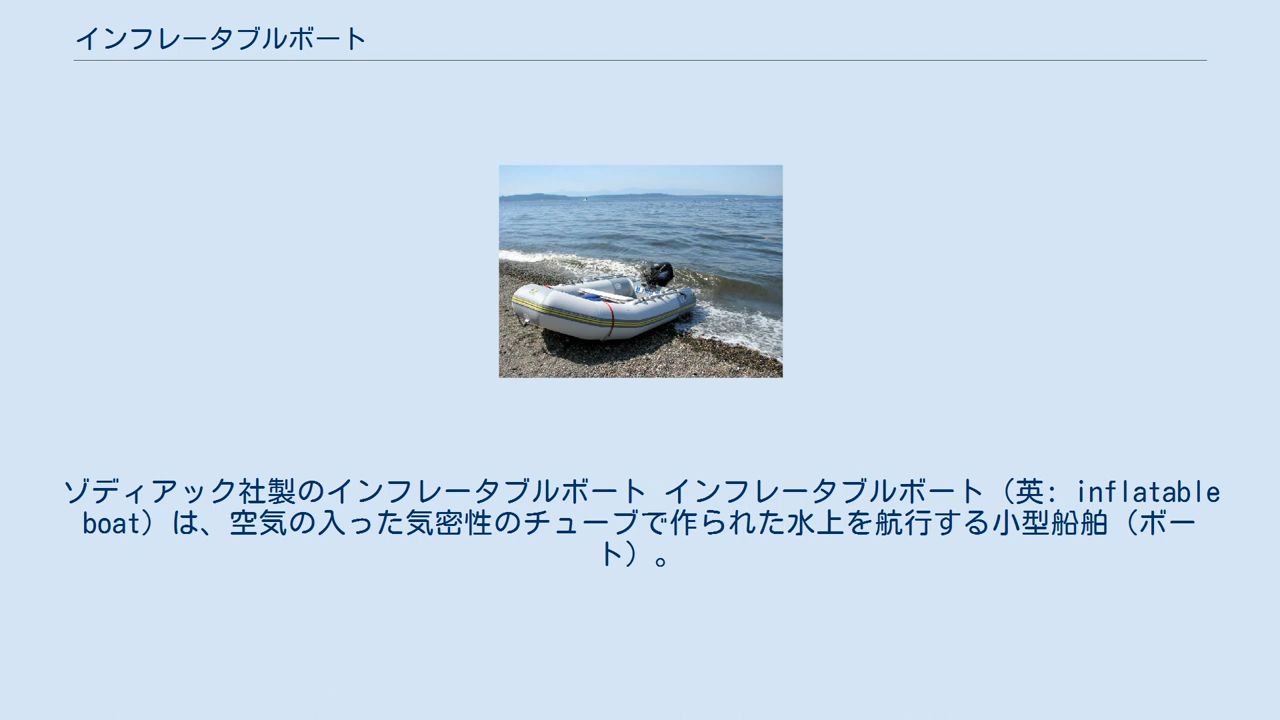 インフレータブルボート
ゾディアック社製のインフレータブルボート インフレータブルボート（英: inflatable
boat）は、空気の入った気密性のチューブで作られた水上を航行する小型船舶（ボー
ト）。